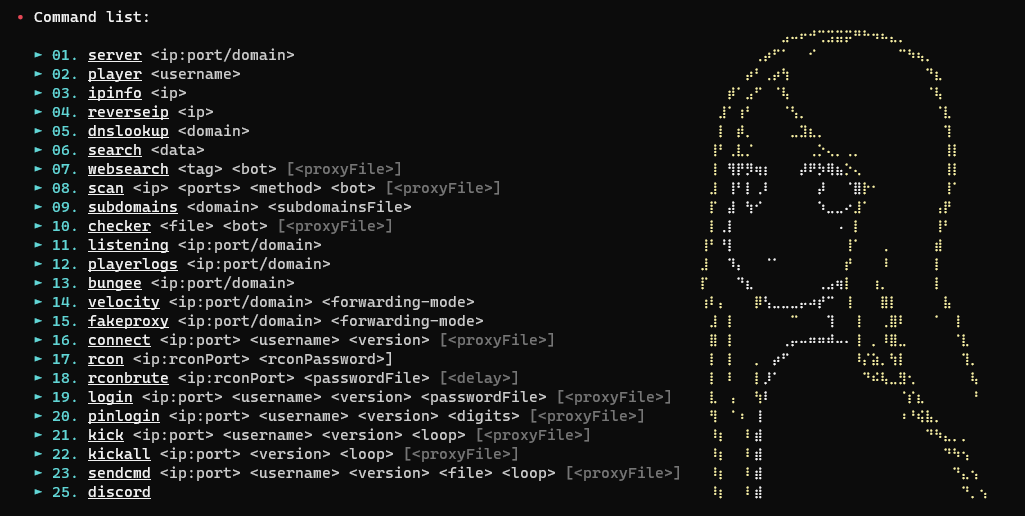 • Command list:
► 01. server <ip:port/domain>
► 02. player <username>
► 03. ipinfo <ip>
► 04. reverseip <ip>
► 05. dnslookup <domain>
► 06. search <data>
► 07. websearch <tag> <bot> [<proxyFile>]
► 08. scan <ip> <ports> <method> <bot> [<proxyFile>]
► 09. subdomains <domain> <subdomainsFile>
► 10. checker <file> <bot> [<proxyFile>]
► 11. listening <ip:port/domain>
► 12. playerlogs <ip:port/domain>
► 13. bungee <ip:port/domain>
► 14. velocity <ip:port/domain> <forwarding-mode>
► 15. fakeproxy <ip:port/domain> <forwarding-mode>
► 16. connect <ip:port> <username> <version> [<proxyFile>]
► 17. rcon <ip:rconPort> <rconPassword>]
► 18. rconbrute <ip:rconPort> <passwordFile> [<delay>]
► 19. login <ip:port> <username> <version> <passwordFile> [<proxyFile>]
► 20. pinlogin <ip:port> <username> <version> <digits> [<proxyFile>]
► 21. kick <ip:port> <username> <version> <loop> [<proxyFile>]
► 22. kickall <ip:port> <version> <loop> [<proxyFile>]
► 23. sendcmd <ip:port> <username> <version> <file> <loop> [<proxyFile>]
► 25. discord